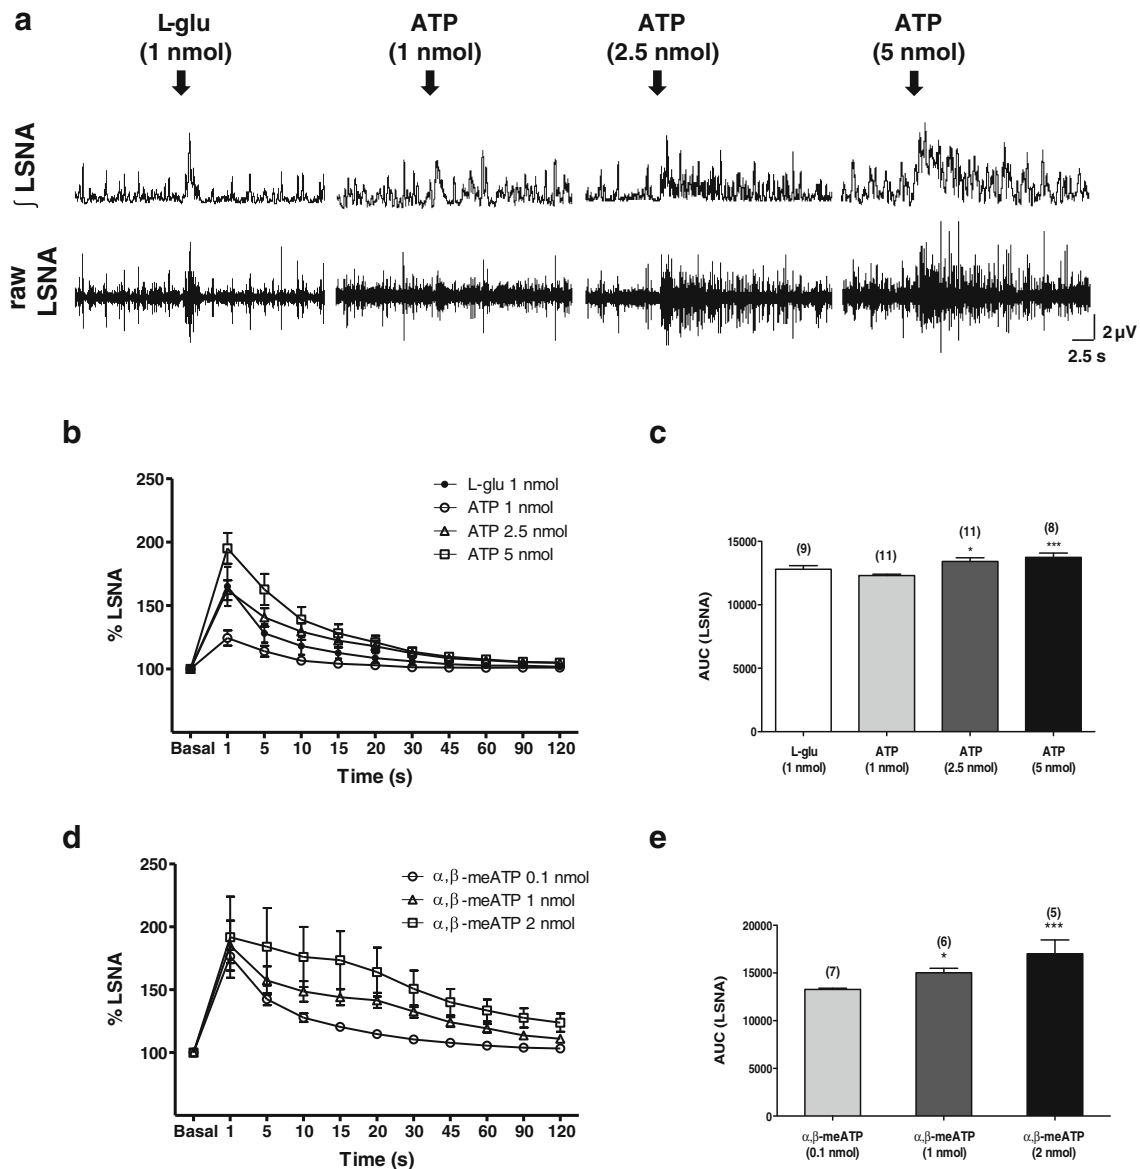 a
L-glu
(1 nmol)
ATP
(1 nmol)
ATP
(2.5 nmol)
ATP
(5 nmol)
∫ LSNA
raw
LSNA
2 µV
2.5 s
b
250
200
150
100
% LSNA
L-glu 1 nmol
ATP 1 nmol
ATP 2.5 nmol
ATP 5 nmol
Basal 1 5 10 15 20 30 45 60 90 120
Time (s)
c
15000
10000
5000
0
AUC (LSNA)
(9)
(11)
(11)
*
(8)
***
L-glu
(1 nmol)
ATP
(1 nmol)
ATP
(2.5 nmol)
ATP
(5 nmol)
d
250
200
150
100
% LSNA
α,β-meATP 0.1 nmol
α,β-meATP 1 nmol
α,β-meATP 2 nmol
Basal 1 5 10 15 20 30 45 60 90 120
Time (s)
e
20000
15000
10000
5000
0
AUC (LSNA)
(7)
(6)
*
(5)
***
α,β-meATP
(0.1 nmol)
α,β-meATP
(1 nmol)
α,β-meATP
(2 nmol)